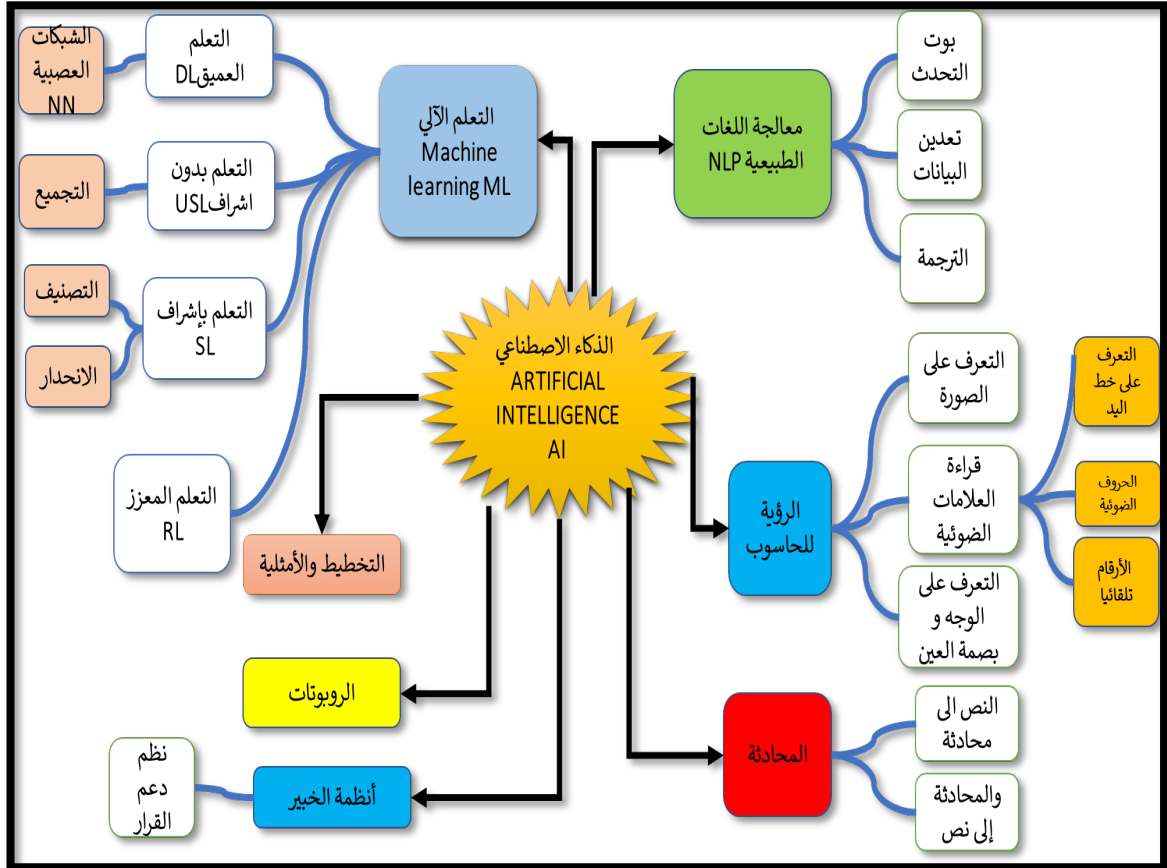 الذكاء الاصطناعي
ARTIFICIAL
INTELLIGENCE
AI
معالجة اللغات
الطبيعية NLP
بوت
التحدث
تعدين
البيانات
الترجمة
الرؤية
للحاسوب
التعرف على
الصورة
قراءة
العلامات
الضوئية
التعرف
على خط
اليد
الحروف
الضوئية
الأرقام
تلقائيا
التعرف على
الوجه و
بصمة العين
المحادثة
النص الى
محادثة
والمحادثة
إلى نص
التعلم الآلي
Machine
learning ML
التعلم
العميقDL
الشبكات
العصبية
NN
التعلم بدون
اشرافUSL
التجميع
التعلم بإشراف
SL
التصنيف
الانحدار
التعلم المعزز
RL
التخطيط والأمثلية
الروبوتات
أنظمة الخبير
نظم
دعم
القرار